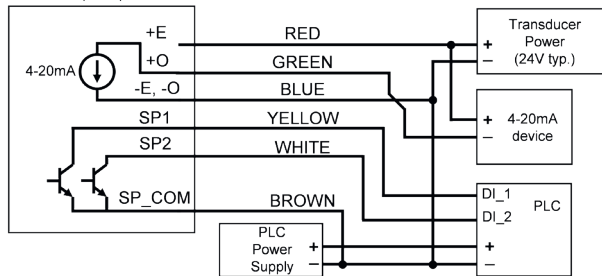 +E
RED
Transducer
Power
(24V typ.)
+
−
4-20mA
+O
GREEN
-E, -O
BLUE
4-20mA
device
+
−
SP1
YELLOW
SP2
WHITE
SP_COM
BROWN
DI_1
DI_2
PLC
+
−
PLC
Power
Supply
+
−